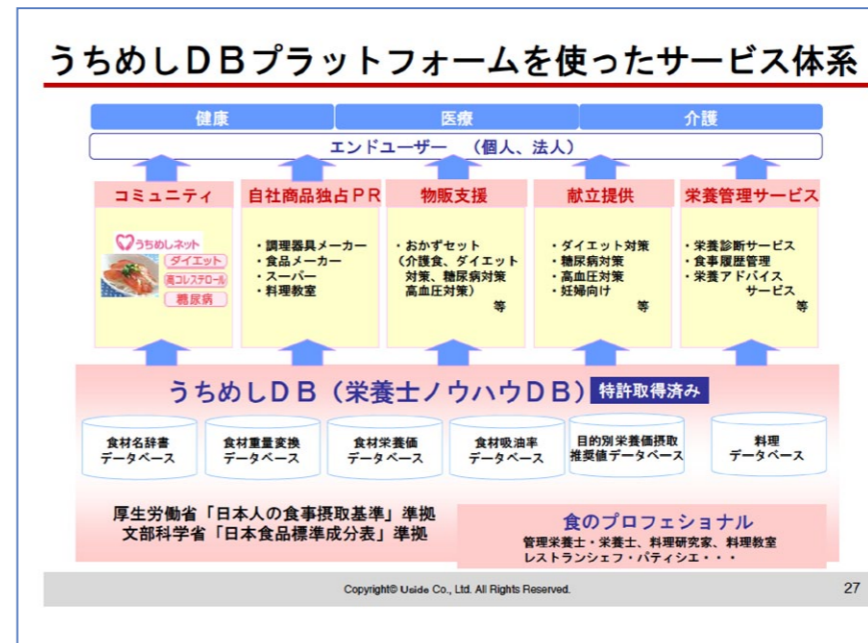 うちめしＤＢプラットフォームを使ったサービス体系
健康
医療
介護
エンドユーザー　（個人、法人）
コミュニティ
うちめしネット
ダイエット
高コレステロール
糖尿病
自社商品独占ＰＲ
・調理器具メーカー
・食品メーカー
・スーパー
・料理教室
物販支援
・おかずセット
（介護食、ダイエット
対策、糖尿病対策
高血圧対策）
等
献立提供
・ダイエット対策
・糖尿病対策
・高血圧対策
・妊婦向け
等
栄養管理サービス
・栄養診断サービス
・食事履歴管理
・栄養アドバイス
サービス
等
うちめしＤＢ（栄養士ノウハウＤＢ）
特許取得済み
食材名辞書
データベース
食材重量変換
データベース
食材栄養価
データベース
食材吸油率
データベース
目的別栄養価摂取
推奨値データベース
料理
データベース
厚生労働省「日本人の食事摂取基準」準拠
文部科学省「日本食品標準成分表」準拠
食のプロフェショナル
管理栄養士・栄養士、料理研究家、料理教室
レストランシェフ・パティシエ・・・
Copyright© Uside Co., Ltd. All Rights Reserved.
27